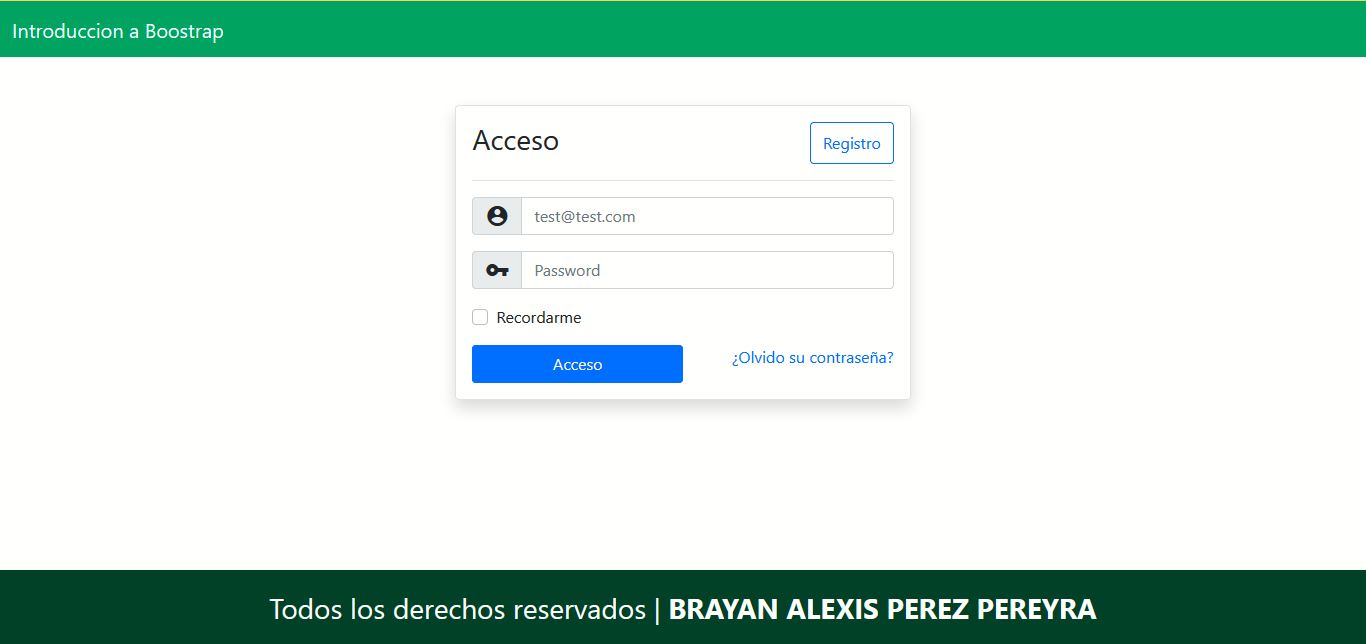 Introduccion a Boostrap
Acceso
Registro
test@test.com
Password
Recordarme
Acceso
¿Olvido su contraseña?
Todos los derechos reservados | BRAYAN ALEXIS PEREZ PEREYRA